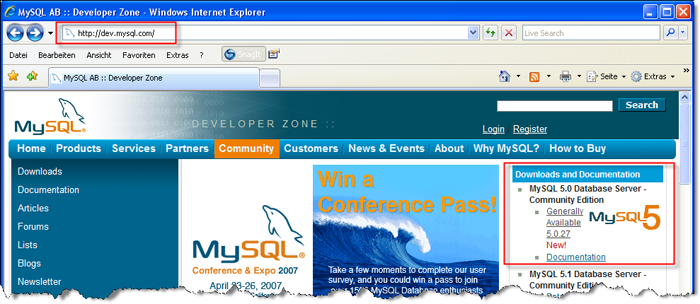 MySQL AB :: Developer Zone - Windows Internet Explorer
http://dev.mysql.com/
Live Search
Datei Bearbeiten Ansicht Favoriten Extras SnagIt
MySQL AB :: Developer Zone
Seite Extras
MySQL
DEVELOPER ZONE ::
Search
Login Register
Home Products Services Partners Community Customers News & Events About Why MySQL? How to Buy
Downloads
Documentation
Articles
Forums
Lists
Blogs
Newsletter
MySQL
Conference & Expo 2007
April 23-26, 2007
Win a
Conference Pass!
Take a few moments to complete our user
survey, and you could win a pass to join
over 1500 MySQL Database enthusiasts
Downloads and Documentation
MySQL 5.0 Database Server -
Community Edition
Generally
Available
5.0.27
New!
Documentation
MySQL 5
MySQL 5.1 Database Server -
Community Edition